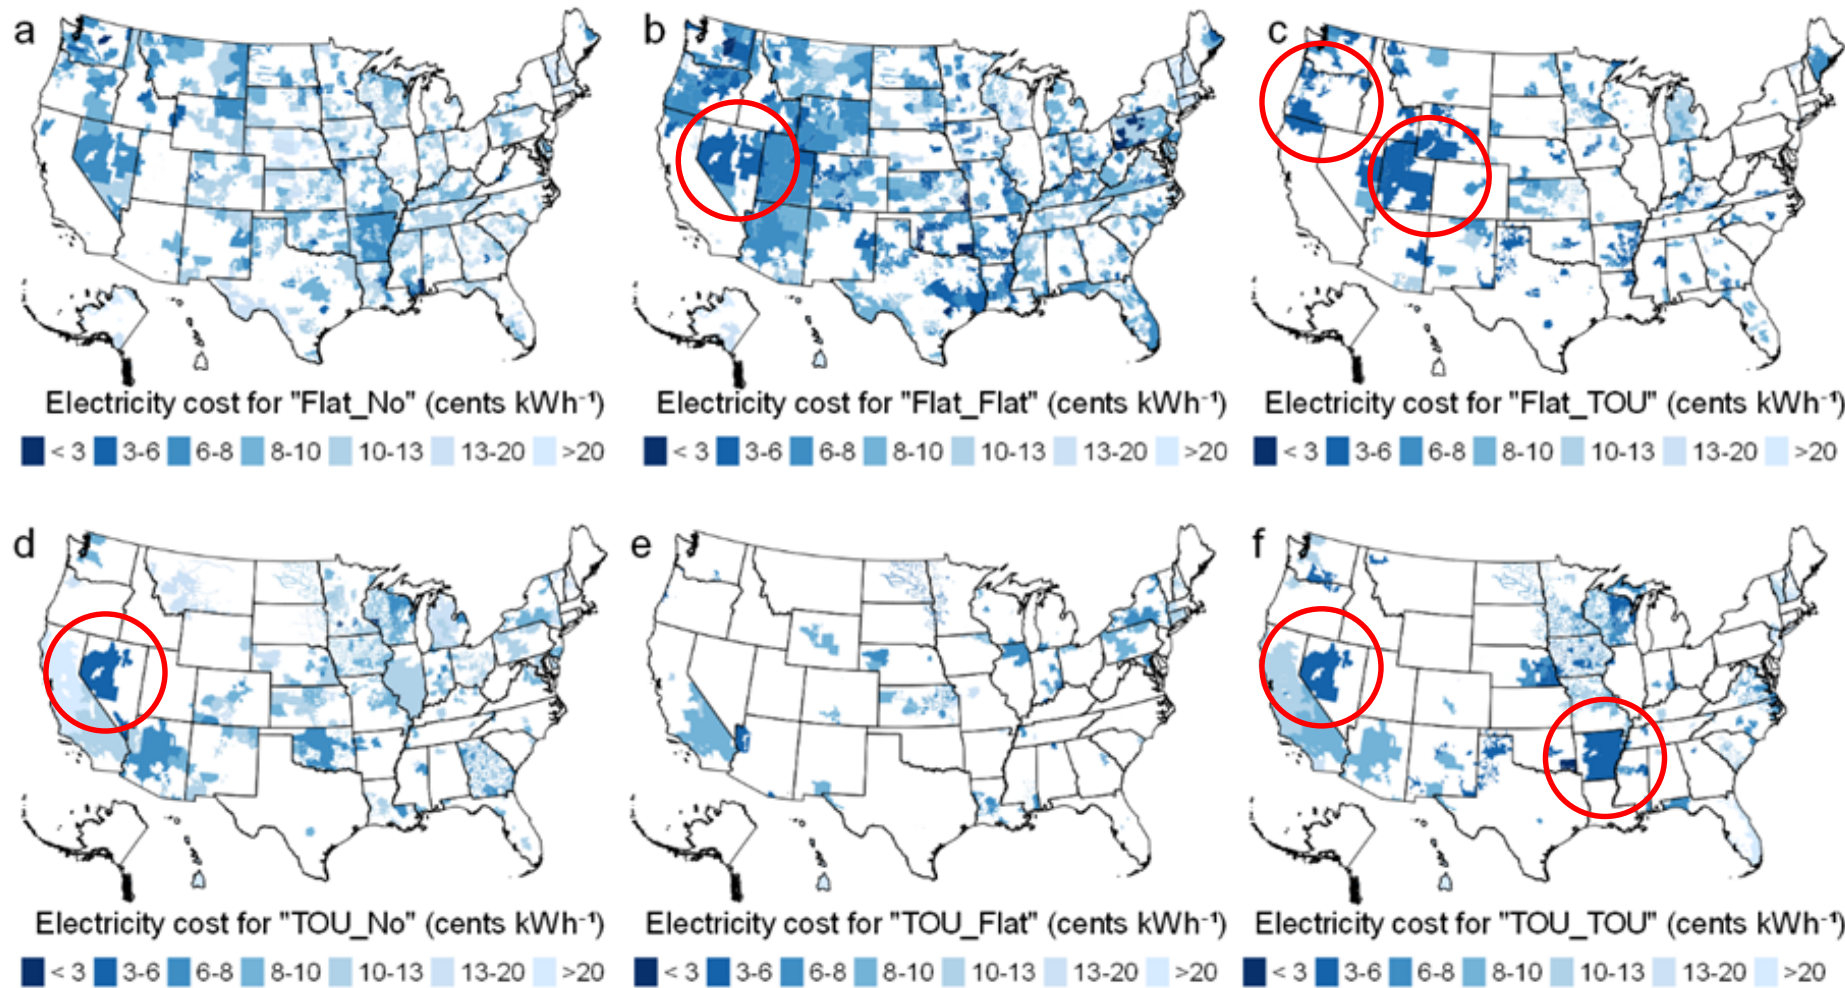 a
b
c
Electricity cost for "Flat_No" (cents kWh⁻¹)
< 3 3-6 6-8 8-10 10-13 13-20 >20
Electricity cost for "Flat_Flat" (cents kWh⁻¹)
< 3 3-6 6-8 8-10 10-13 13-20 >20
Electricity cost for "Flat_TOU" (cents kWh⁻¹)
< 3 3-6 6-8 8-10 10-13 13-20 >20
d
e
f
Electricity cost for "TOU_No" (cents kWh⁻¹)
< 3 3-6 6-8 8-10 10-13 13-20 >20
Electricity cost for "TOU_Flat" (cents kWh⁻¹)
< 3 3-6 6-8 8-10 10-13 13-20 >20
Electricity cost for "TOU_TOU" (cents kWh⁻¹)
< 3 3-6 6-8 8-10 10-13 13-20 >20